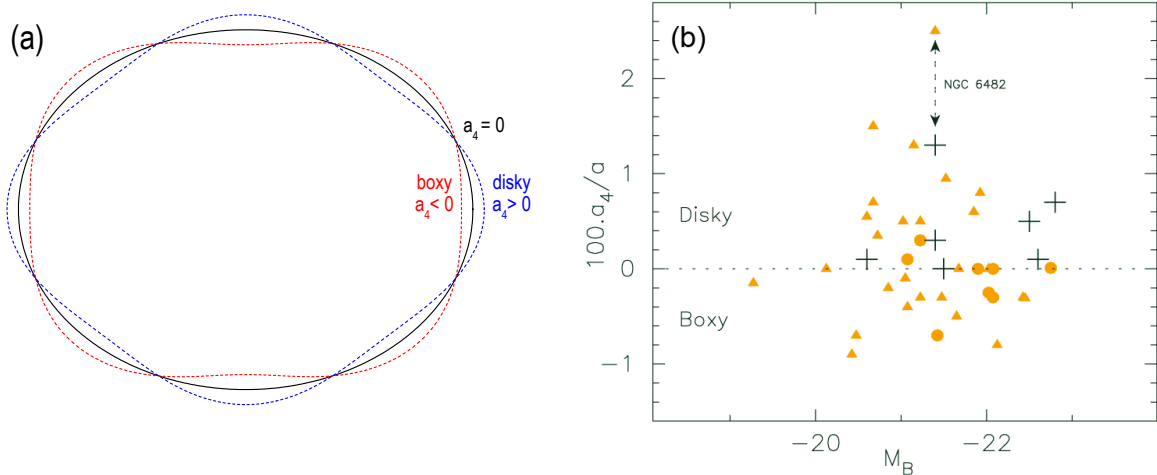 (a)
a4 = 0
boxy
a4 < 0
disky
a4 > 0
(b)
2
1
0
−1
100.a4/a
NGC 6482
Disky
Boxy
−20
−22
MB